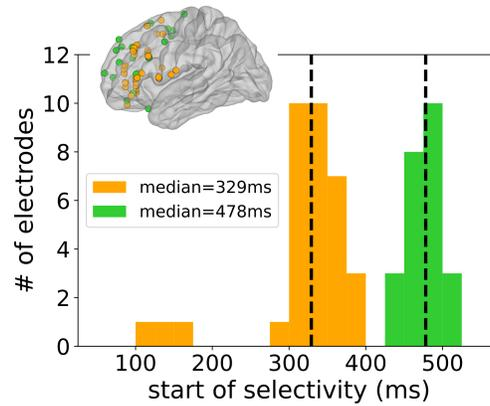 12
10
8
6
4
2
0
# of electrodes
median=329ms
median=478ms
100 200 300 400 500
start of selectivity (ms)